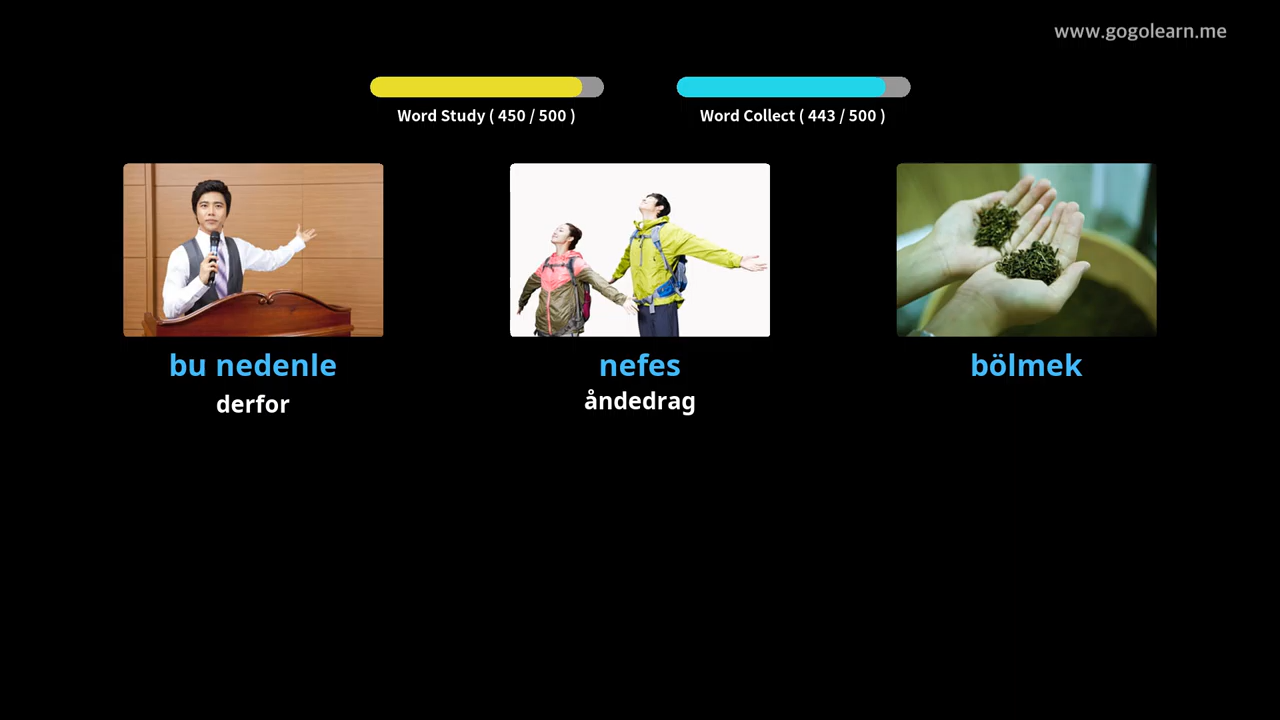 www.gogolearn.me
Word Study ( 450 / 500 )
Word Collect ( 443 / 500 )
bu nedenle
derfor
nefes
åndedrag
bölmek